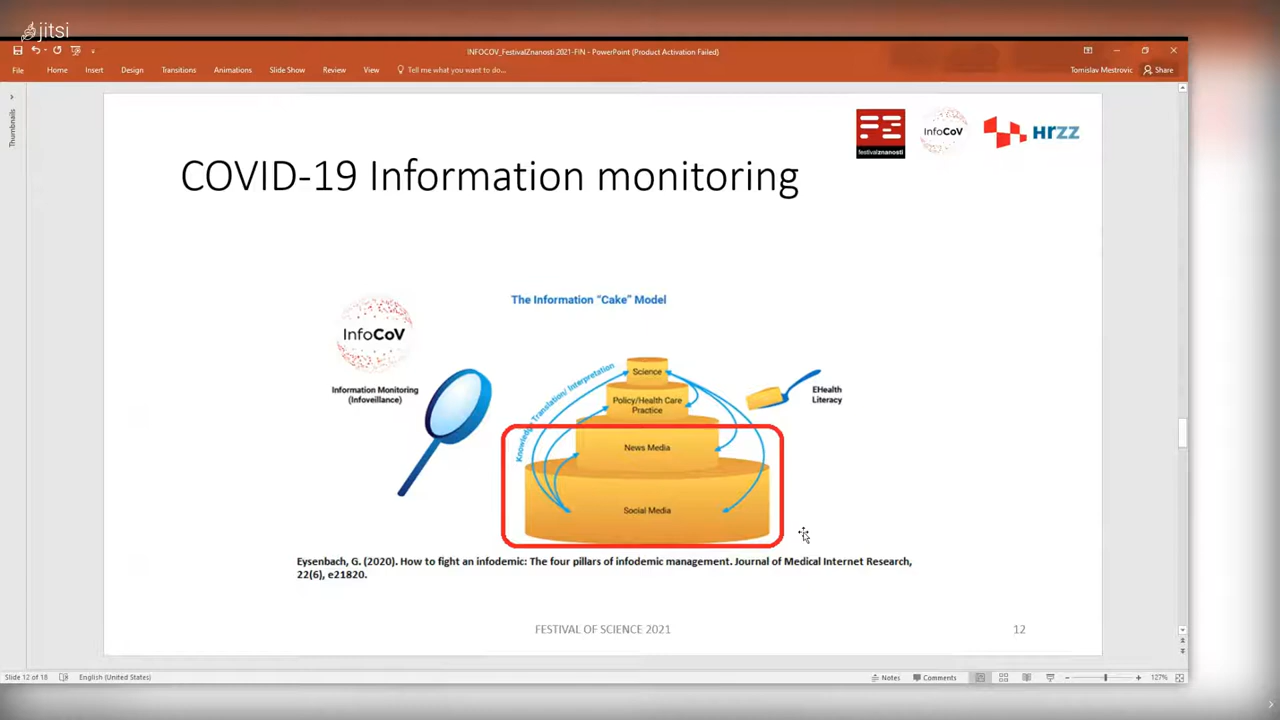 jitsi
INFOCOV_FestivalZnanosti 2021-FIN - PowerPoint (Product Activation Failed)
File Home Insert Design Transitions Animations Slide Show Review View Tell me what you want to do... Tomislav Mestrovic Share
Thumbnails
festivalznanosti
InfoCoV
HRZZ
COVID-19 Information monitoring
The Information “Cake” Model
InfoCoV
Information Monitoring
(Infoveillance)
Knowledge Translation/ Interpretation
Science
Policy/Health Care
Practice
News Media
Social Media
EHealth
Literacy
Eysenbach, G. (2020). How to fight an infodemic: The four pillars of infodemic management. Journal of Medical Internet Research,
22(6), e21820.
FESTIVAL OF SCIENCE 2021
12
Slide 12 of 18 English (United States) Notes Comments 127%